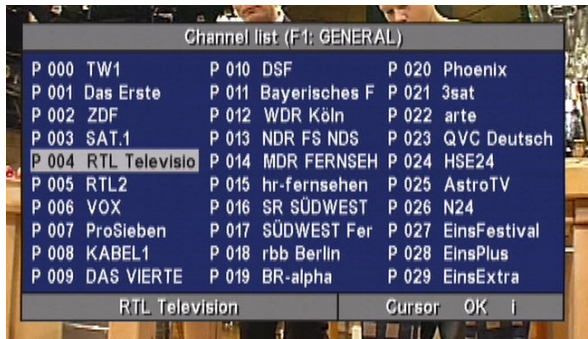 Channel list (F1: GENERAL)
P 000 TW1 P 010 DSF P 020 Phoenix
P 001 Das Erste P 011 Bayerisches F P 021 3sat
P 002 ZDF P 012 WDR Köln P 022 arte
P 003 SAT.1 P 013 NDR FS NDS P 023 QVC Deutsch
P 004 RTL Televisio P 014 MDR FERNSEH P 024 HSE24
P 005 RTL2 P 015 hr-fernsehen P 025 AstroTV
P 006 VOX P 016 SR SÜDWEST P 026 N24
P 007 ProSieben P 017 SÜDWEST Fer P 027 EinsFestival
P 008 KABEL1 P 018 rbb Berlin P 028 EinsPlus
P 009 DAS VIERTE P 019 BR-alpha P 029 EinsExtra
RTL Television Cursor OK i